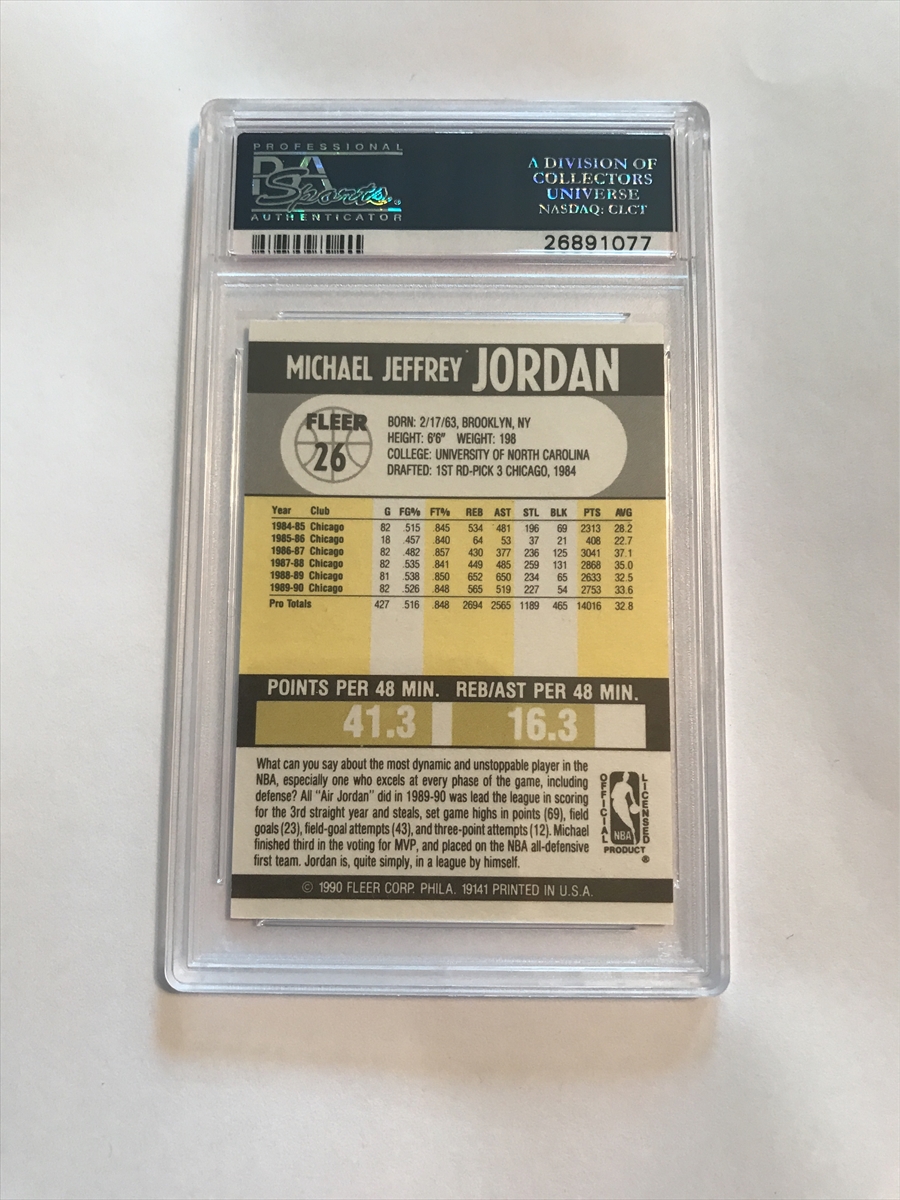 PROFESSIONAL
PSA
Sports
AUTHENTICATOR
A DIVISION OF
COLLECTORS
UNIVERSE
NASDAQ: CLCT
26891077
MICHAEL JEFFREY JORDAN
FLEER
26
BORN: 2/17/63, BROOKLYN, NY
HEIGHT: 6'6" WEIGHT: 198
COLLEGE: UNIVERSITY OF NORTH CAROLINA
DRAFTED: 1ST RD-PICK 3 CHICAGO, 1984
Year Club G FG% FT% REB AST STL BLK PTS AVG
1984-85 Chicago 82 .515 .845 534 481 196 69 2313 28.2
1985-86 Chicago 18 .457 .840 64 53 37 21 408 22.7
1986-87 Chicago 82 .482 .857 430 377 236 125 3041 37.1
1987-88 Chicago 82 .535 .841 449 485 259 131 2868 35.0
1988-89 Chicago 81 .538 .850 652 650 234 65 2633 32.5
1989-90 Chicago 82 .526 .848 565 519 227 54 2753 33.6
Pro Totals 427 .516 .848 2694 2565 1189 465 14016 32.8
POINTS PER 48 MIN. REB/AST PER 48 MIN.
41.3 16.3
What can you say about the most dynamic and unstoppable player in the
NBA, especially one who excels at every phase of the game, including
defense? All "Air Jordan" did in 1989-90 was lead the league in scoring
for the 3rd straight year and steals, set game highs in points (69), field
goals (23), field-goal attempts (43), and three-point attempts (12). Michael
finished third in the voting for MVP, and placed on the NBA all-defensive
first team. Jordan is, quite simply, in a league by himself.
OFFICIAL
NBA
LICENSED
PRODUCT ®
© 1990 FLEER CORP. PHILA. 19141 PRINTED IN U.S.A.